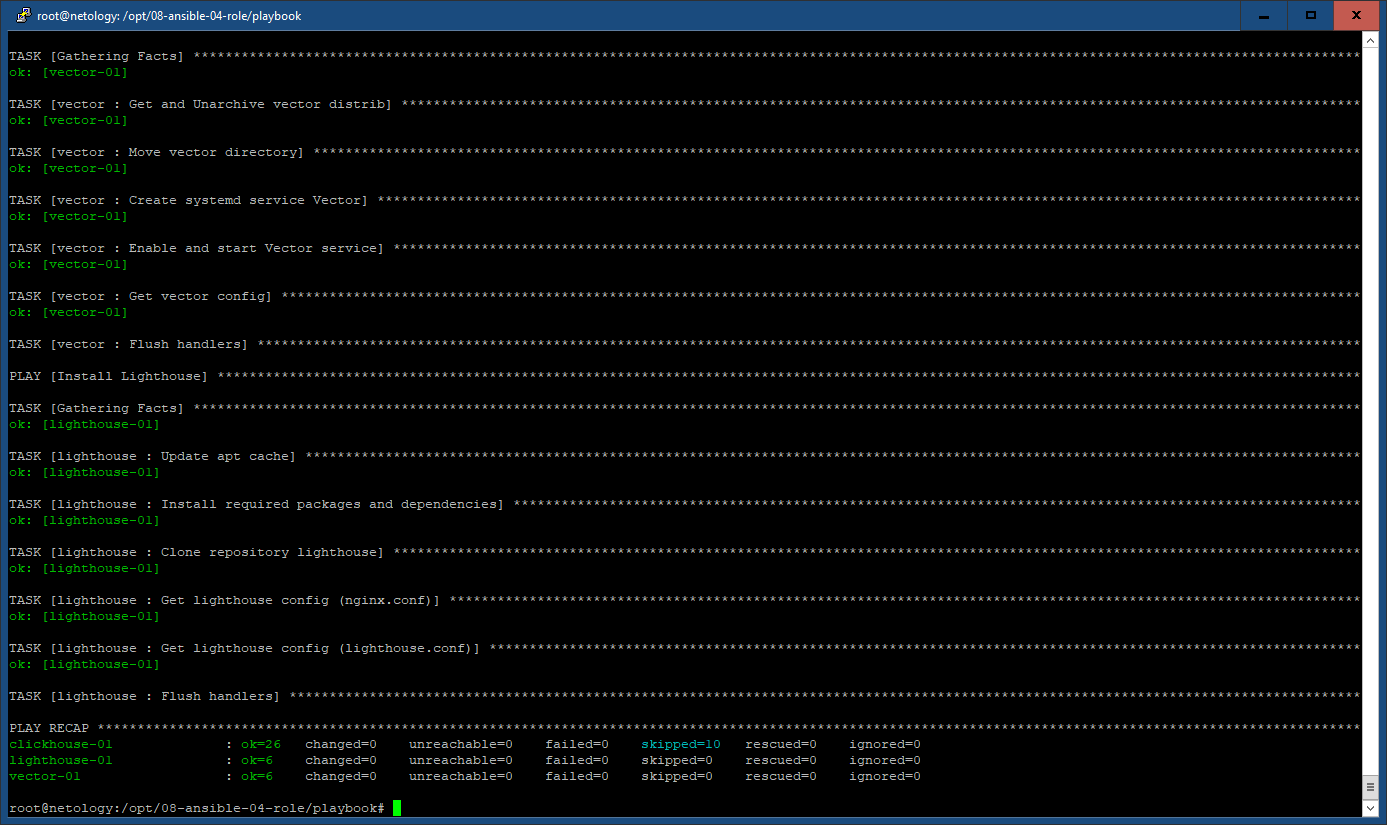 root@netology: /opt/08-ansible-04-role/playbook
TASK [Gathering Facts] **************************************************************************************************************************************************
ok: [vector-01]
TASK [vector : Get and Unarchive vector distrib] ************************************************************************************************************************
ok: [vector-01]
TASK [vector : Move vector directory] ***********************************************************************************************************************************
ok: [vector-01]
TASK [vector : Create systemd service Vector] ***************************************************************************************************************************
ok: [vector-01]
TASK [vector : Enable and start Vector service] *************************************************************************************************************************
ok: [vector-01]
TASK [vector : Get vector config] ***************************************************************************************************************************************
ok: [vector-01]
TASK [vector : Flush handlers] ******************************************************************************************************************************************
PLAY [Install Lighthouse] ***********************************************************************************************************************************************
TASK [Gathering Facts] **************************************************************************************************************************************************
ok: [lighthouse-01]
TASK [lighthouse : Update apt cache] ************************************************************************************************************************************
ok: [lighthouse-01]
TASK [lighthouse : Install required packages and dependencies] **********************************************************************************************************
ok: [lighthouse-01]
TASK [lighthouse : Clone repository lighthouse] *************************************************************************************************************************
ok: [lighthouse-01]
TASK [lighthouse : Get lighthouse config (nginx.conf)] ******************************************************************************************************************
ok: [lighthouse-01]
TASK [lighthouse : Get lighthouse config (lighthouse.conf)] *************************************************************************************************************
ok: [lighthouse-01]
TASK [lighthouse : Flush handlers] **************************************************************************************************************************************
PLAY RECAP **************************************************************************************************************************************************************
clickhouse-01              : ok=26   changed=0    unreachable=0    failed=0    skipped=10   rescued=0    ignored=0
lighthouse-01              : ok=6    changed=0    unreachable=0    failed=0    skipped=0    rescued=0    ignored=0
vector-01                  : ok=6    changed=0    unreachable=0    failed=0    skipped=0    rescued=0    ignored=0
root@netology:/opt/08-ansible-04-role/playbook#